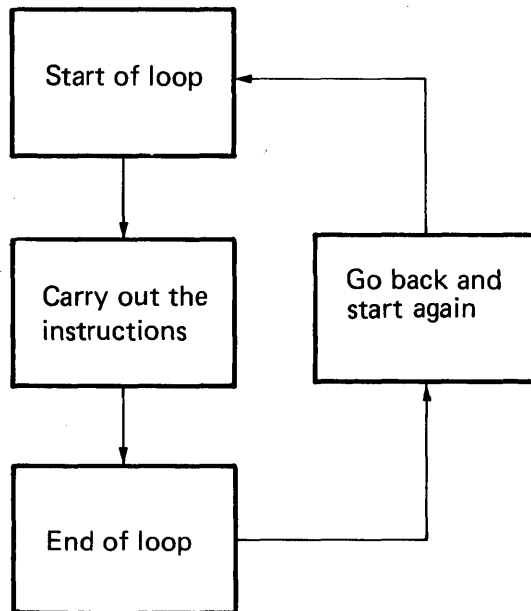 Start of loop
Carry out the
instructions
End of loop
Go back and
start again